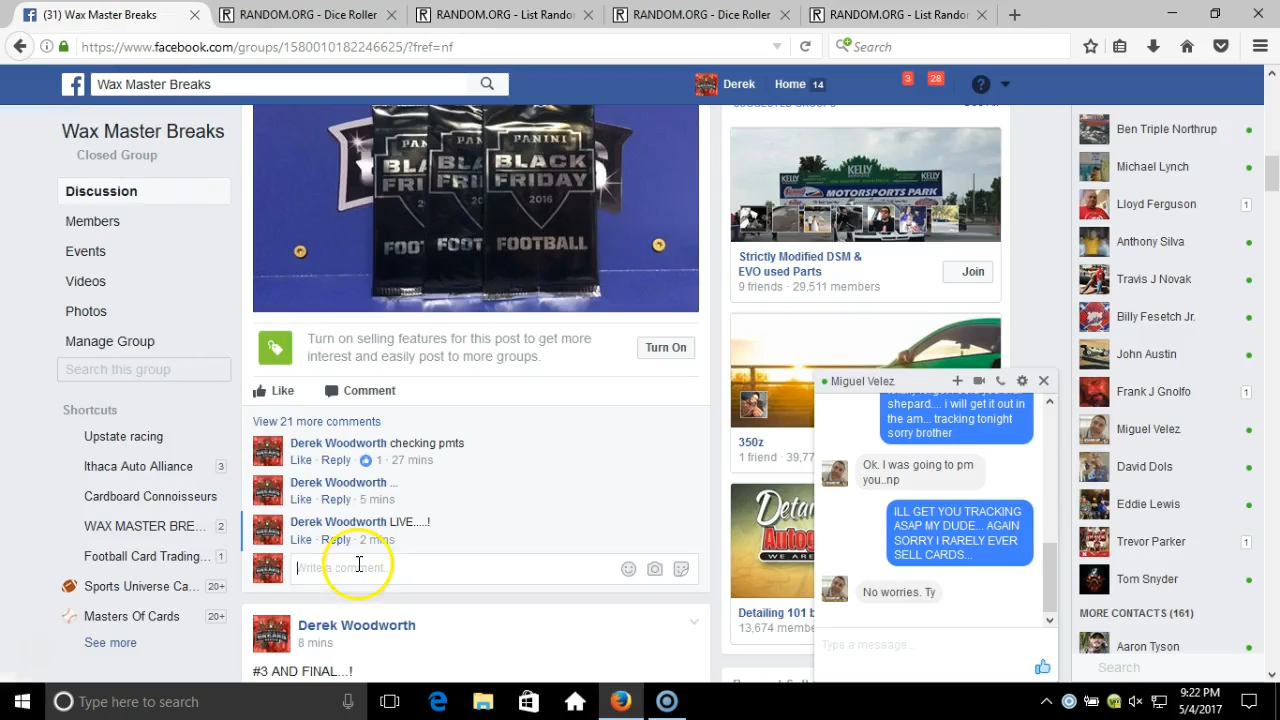 (31) Wax Master Breaks
RANDOM.ORG - Dice Roller
RANDOM.ORG - List Random
RANDOM.ORG - Dice Roller
RANDOM.ORG - List Random
https://www.facebook.com/groups/1580010182246625/?fref=nf
Search
Wax Master Breaks
Derek
Home 14
3
28
Wax Master Breaks
Closed Group
Discussion
Members
Events
Videos
Photos
Manage Group
Search this group
Shortcuts
Upstate racing
Ithaca Auto Alliance 3
Cardboard Connoisseurs
WAX MASTER BRE... 2
Football Card Trading... 1
Sports Universe Ca... 20+
Masters Of Cards 20+
See more
PANINI
BLACK
FRIDAY
2016
FOOTBALL
Turn on selling features for this post to get more
interest and easily post to more groups.
Turn On
Like
Comment
View 21 more comments
Derek Woodworth checking pmts
Like · Reply · 1 · 27 mins
Derek Woodworth ...
Like · Reply · 5 mins
Derek Woodworth LIVE.....!
Like · Reply · 2 mins
Write a comment...
Derek Woodworth
8 mins
#3 AND FINAL...!
SUGGESTED GROUPS
KELLY
MOTORSPORTS PARK
Strictly Modified DSM &
EVO used Parts
9 friends · 29,511 members
Join
350z
1 friend · 39,77
Detailing 101 b
13,674 membe
Miguel Velez
shepard.... i will get it out in
the am... tracking tonight
sorry brother
Ok. I was going to pm
you..np
ILL GET YOU TRACKING
ASAP MY DUDE... AGAIN
SORRY I RARELY EVER
SELL CARDS...
No worries. Ty
Type a message...
Ben Triple Northrup
Michael Lynch
Lloyd Ferguson 1
Anthony Silva
Travis J Novak
Billy Fesetch Jr.
John Austin
Frank J Gnolfo 1
Miguel Velez
David Dols
Eddie Lewis
Trevor Parker 1
Tom Snyder
MORE CONTACTS (161)
Aaron Tyson
Search
Type here to search
9:22 PM
5/4/2017